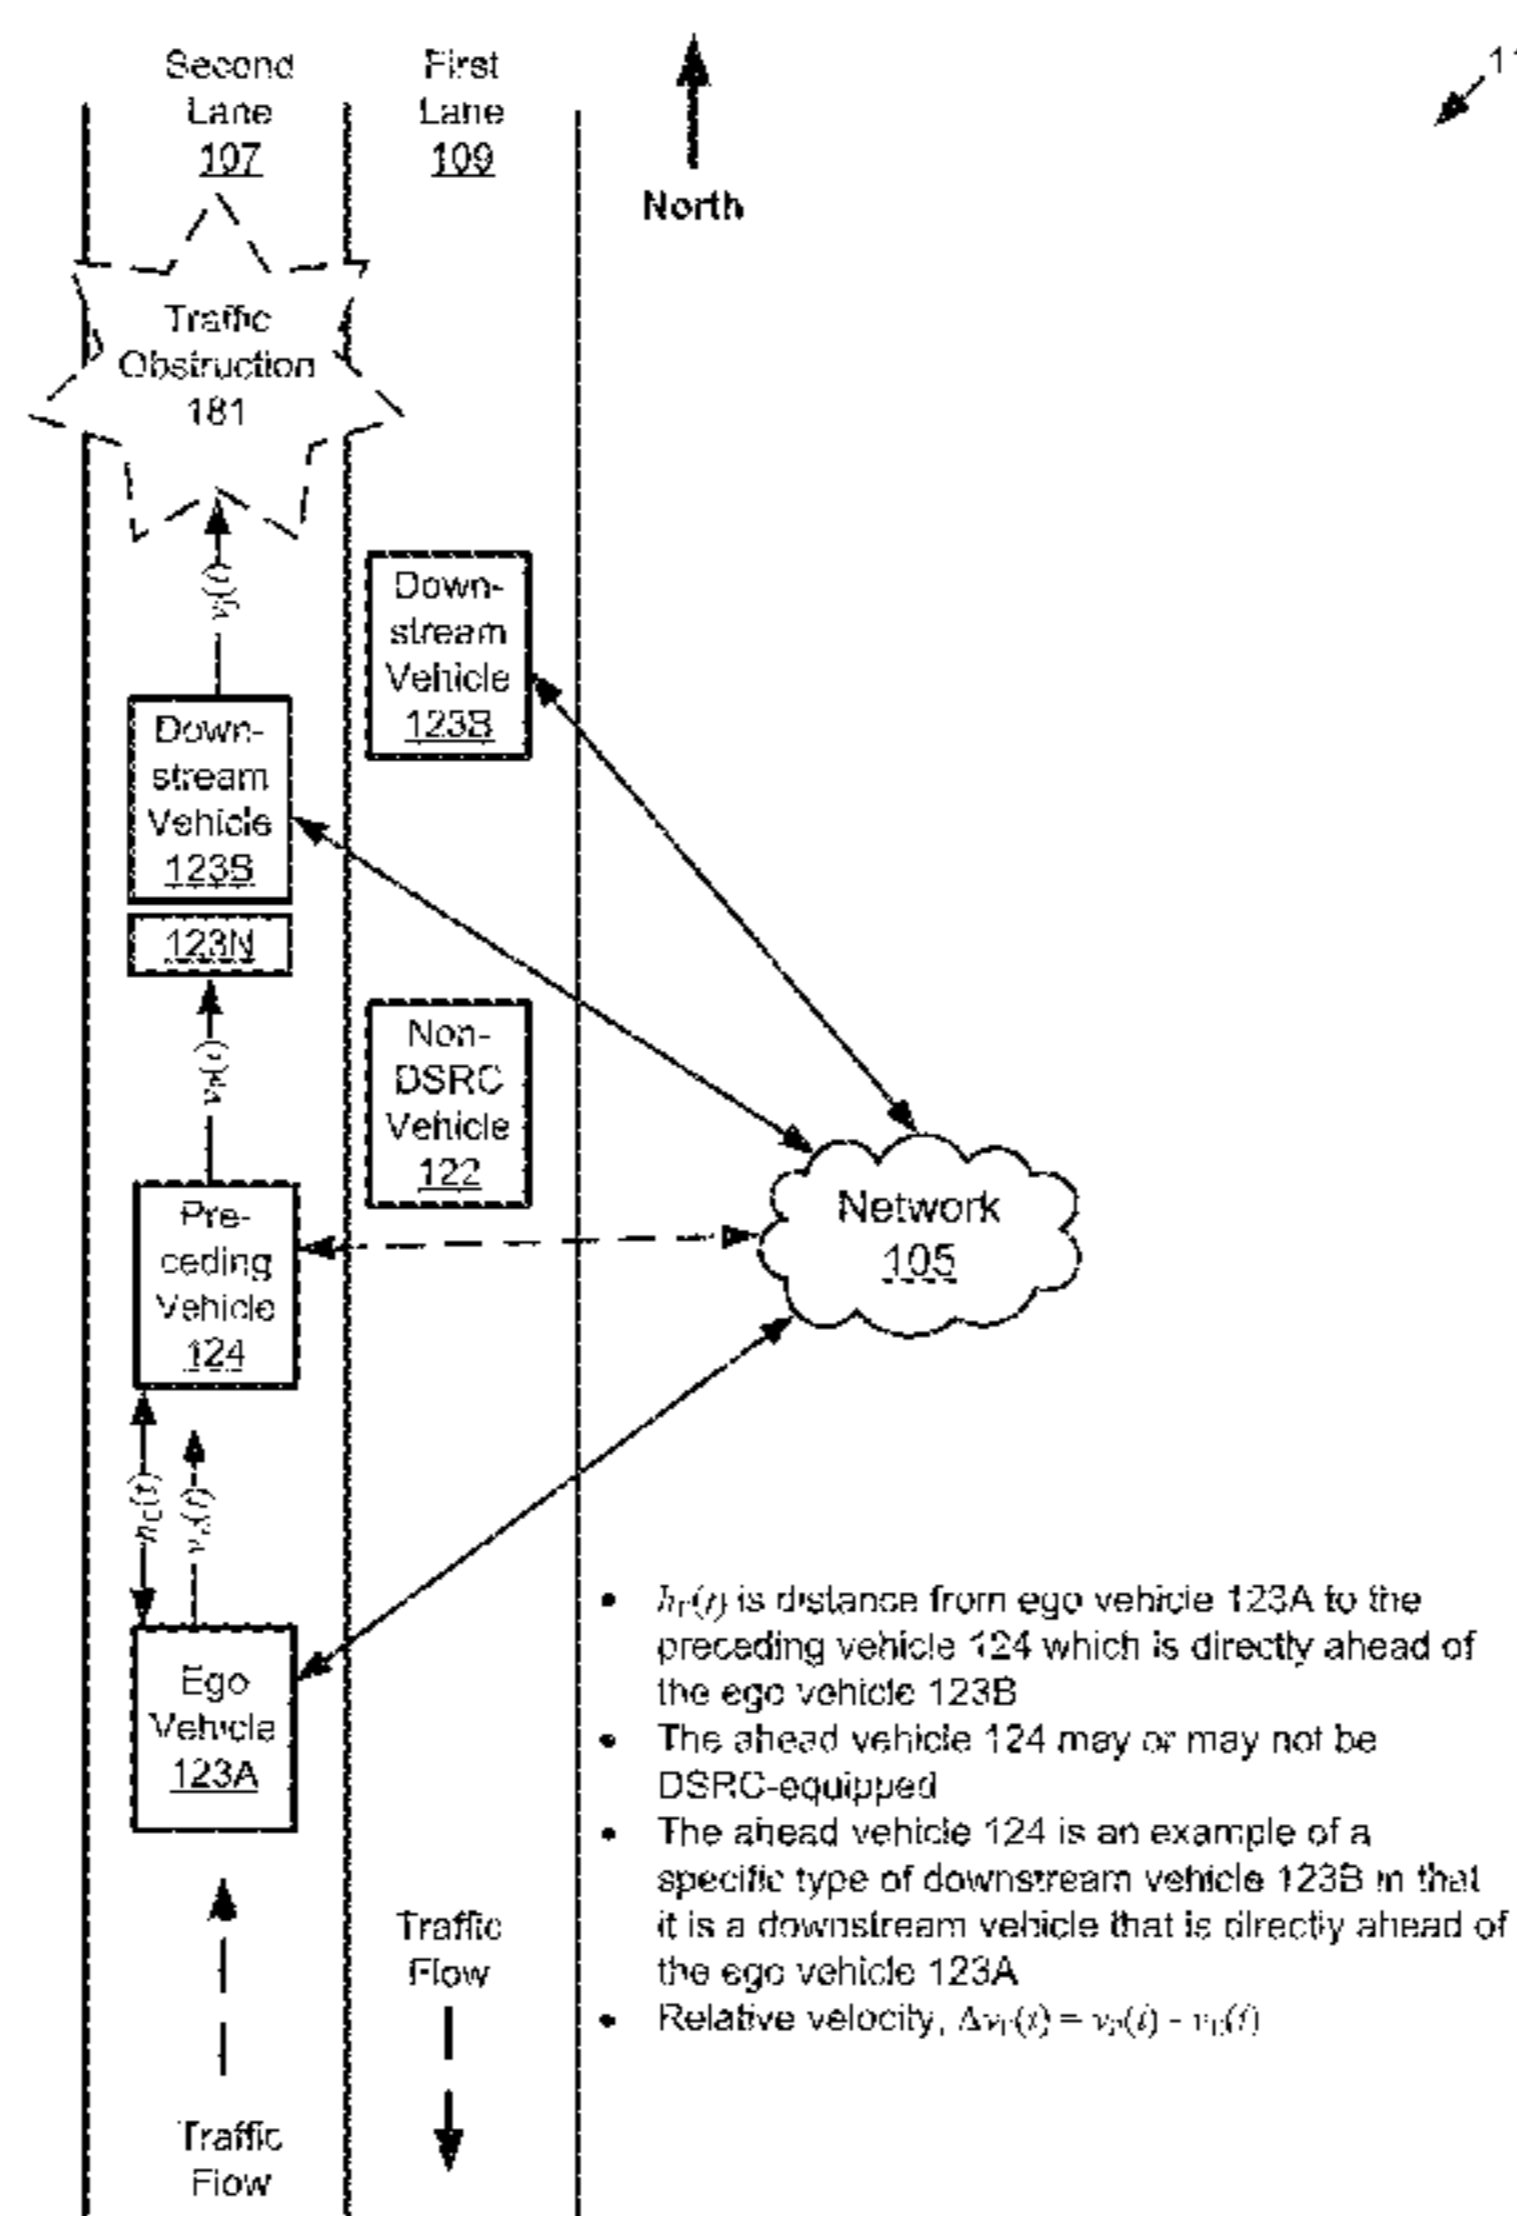 Second
Lane
107
First
Lane
109
North
11
Traffic
Obstruction
181
Down-
stream
Vehicle
123B
Down-
stream
Vehicle
123B
123N
Non-
DSRC
Vehicle
122
Pre-
ceding
Vehicle
124
Network
105
Ego
Vehicle
123A
• is distance from ego vehicle 123A to the
preceding vehicle 124 which is directly ahead of
the ego vehicle 123B
• The ahead vehicle 124 may or may not be
DSRC-equipped
• The ahead vehicle 124 is an example of a
specific type of downstream vehicle 123B in that
it is a downstream vehicle that is directly ahead of
the ego vehicle 123A
• Relative velocity,
Traffic
Flow
Traffic
Flow